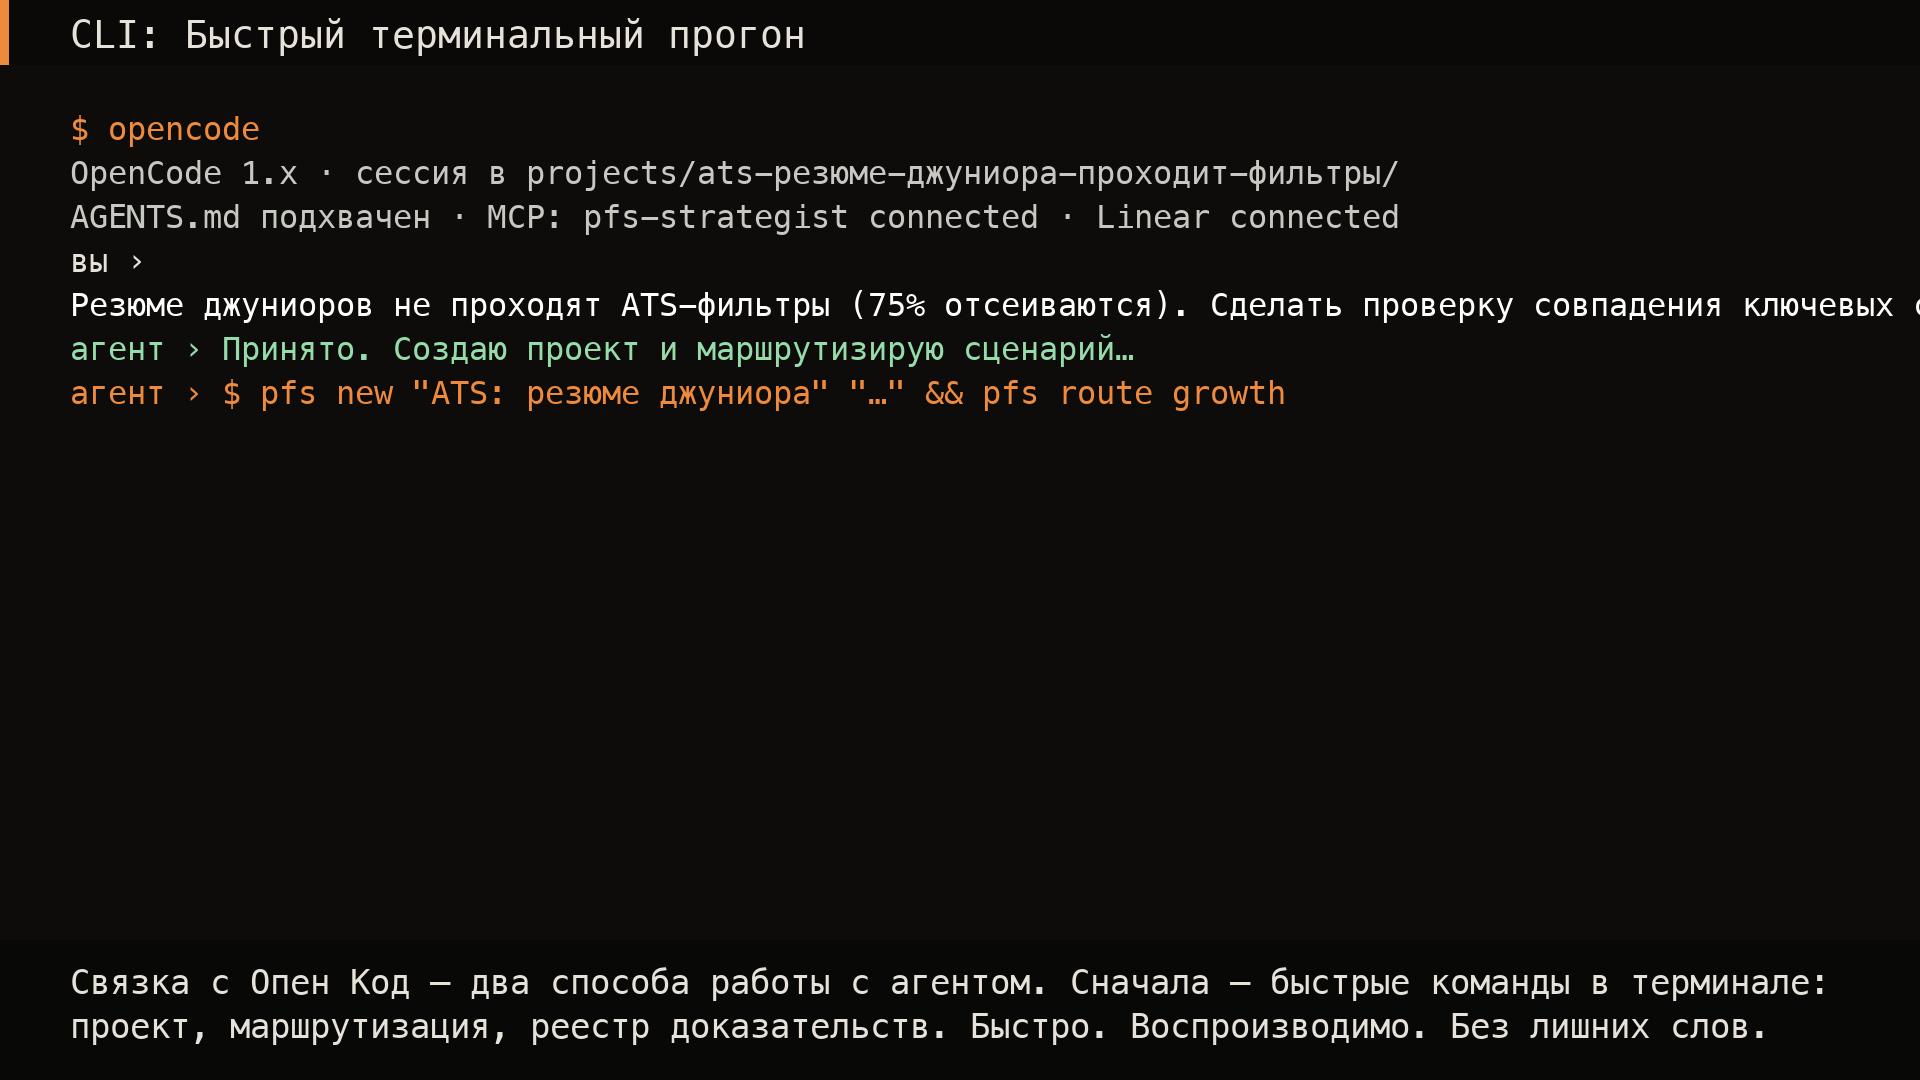 CLI: Быстрый терминальный прогон
$ opencode
OpenCode 1.x · сессия в projects/ats-резюме-джуниора-проходит-фильтры/
AGENTS.md подхвачен · MCP: pfs-strategist connected · Linear connected
вы ›
Резюме джуниоров не проходят ATS-фильтры (75% отсеиваются). Сделать проверку совпадения ключевых
агент › Принято. Создаю проект и маршрутизирую сценарий…
агент › $ pfs new "ATS: резюме джуниора" "…" && pfs route growth
Связка с Опен Код — два способа работы с агентом. Сначала — быстрые команды в терминале:
проект, маршрутизация, реестр доказательств. Быстро. Воспроизводимо. Без лишних слов.